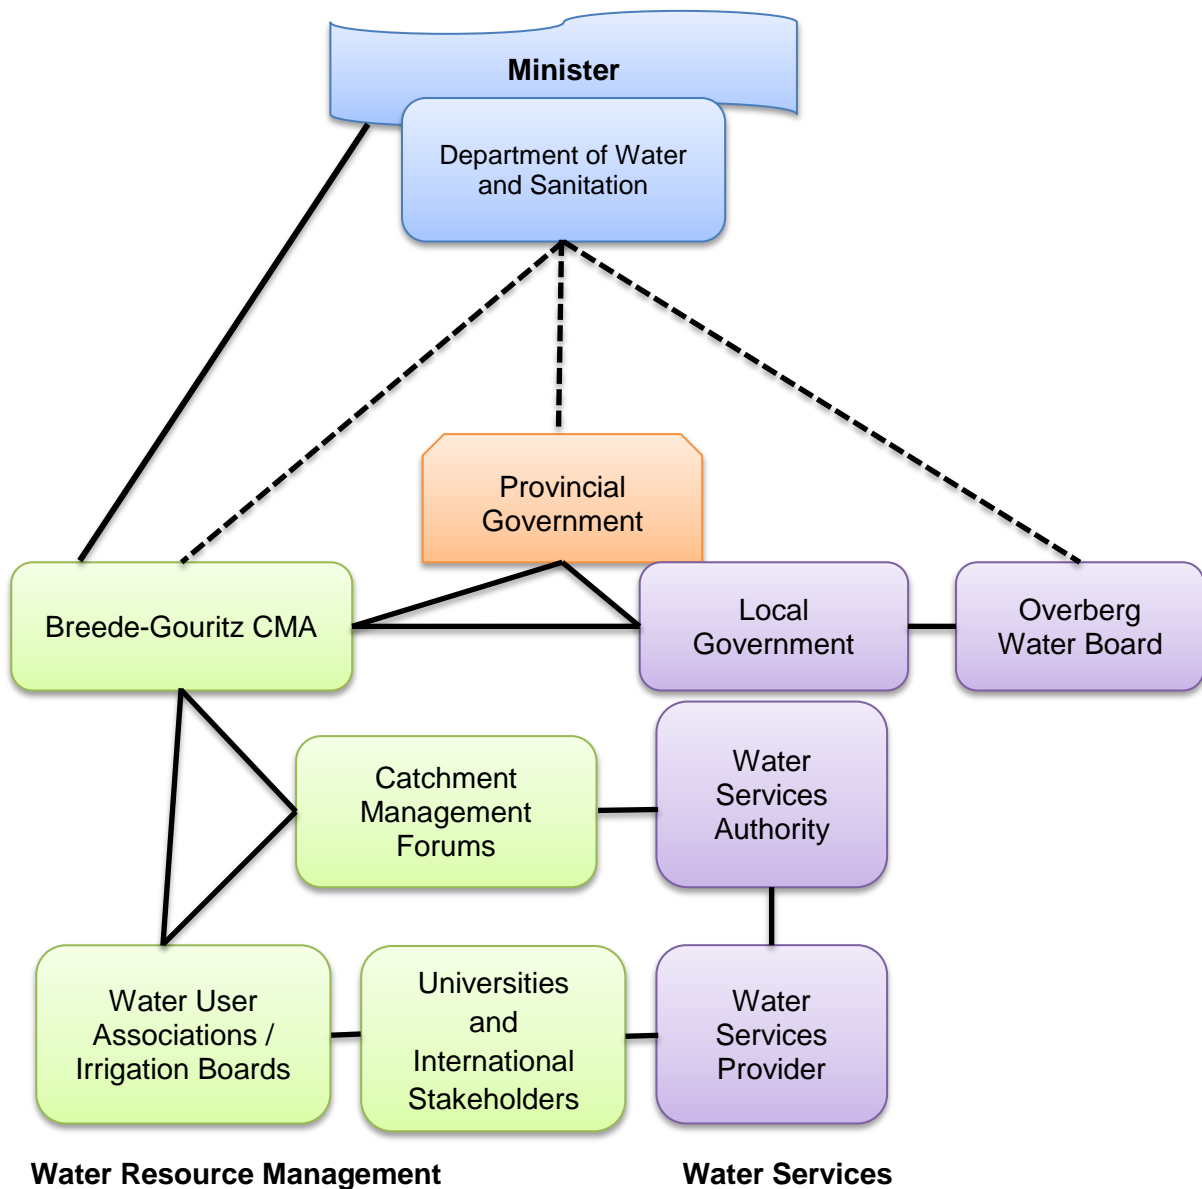 Minister
Department of Water
and Sanitation
Provincial
Government
Breede-Gouritz CMA
Local
Government
Overberg
Water Board
Catchment
Management
Forums
Water
Services
Authority
Water User
Associations /
Irrigation Boards
Universities
and
International
Stakeholders
Water
Services
Provider
Water Resource Management
Water Services